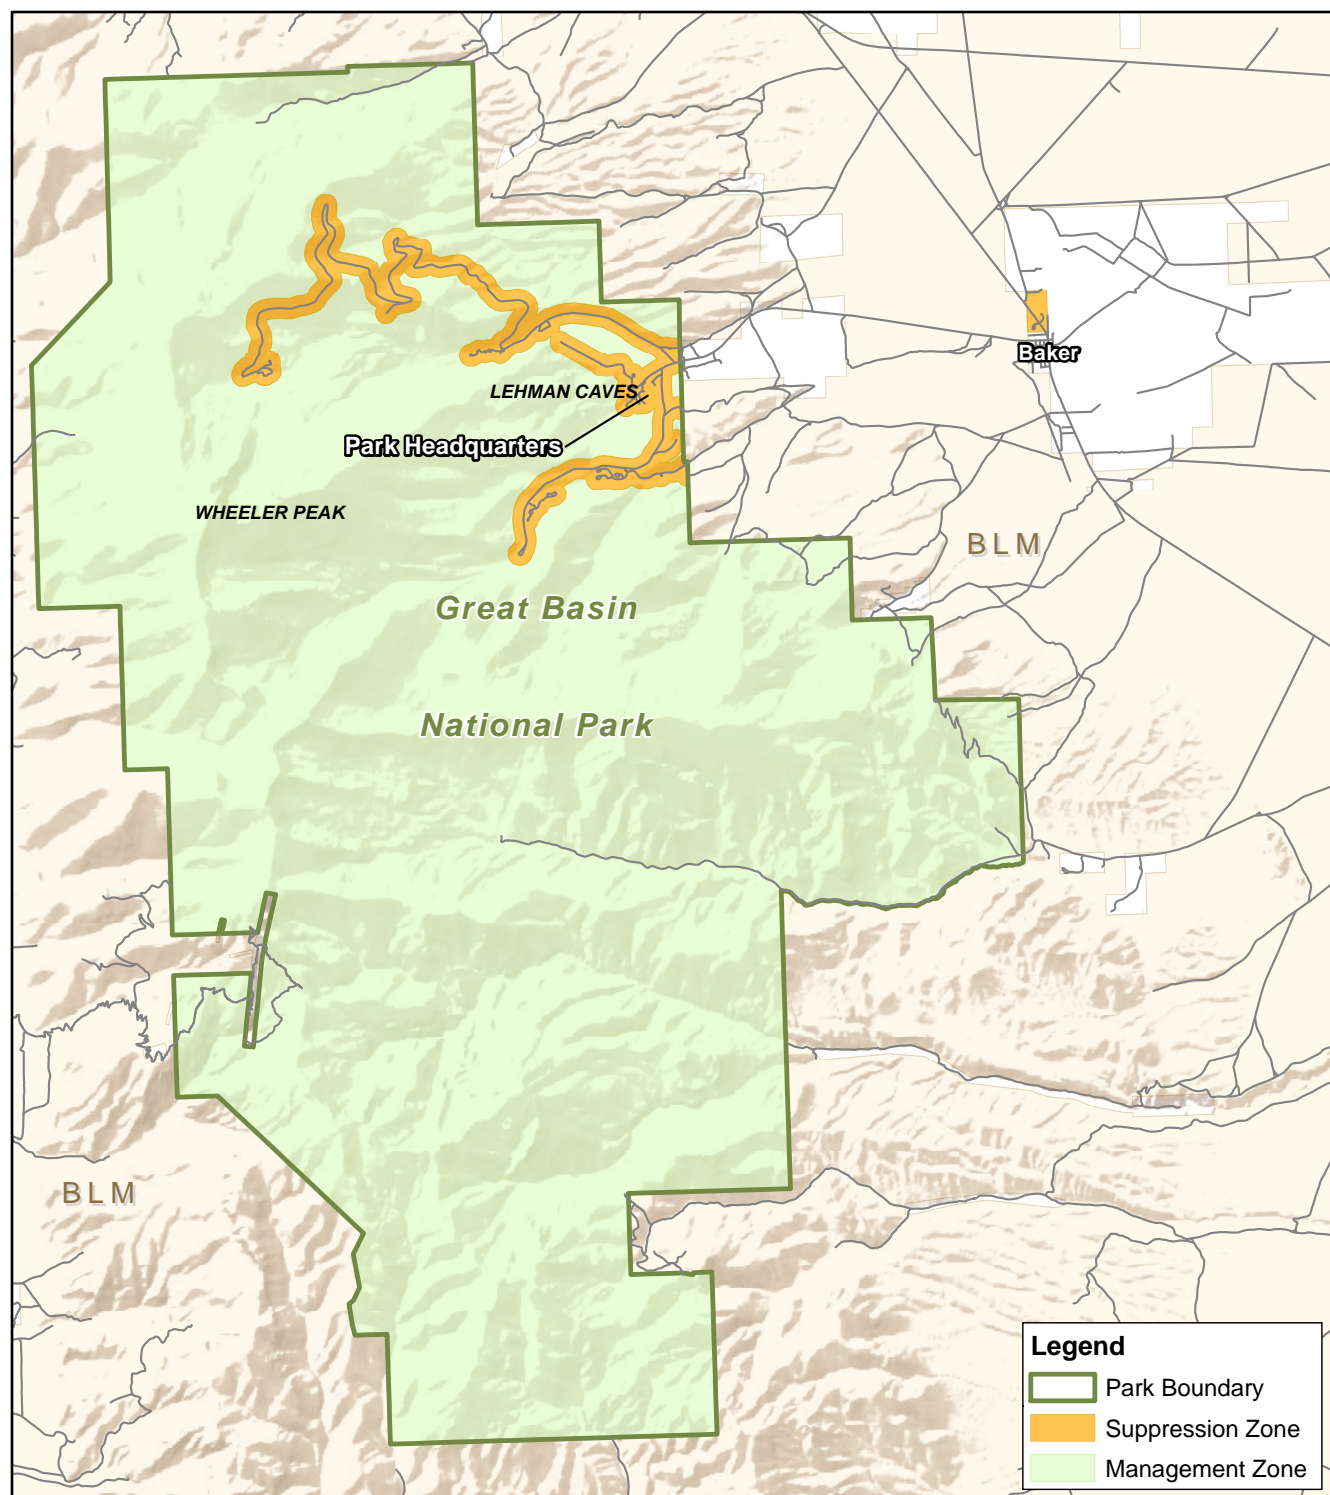 Baker
LEHMAN CAVES
Park Headquarters
WHEELER PEAK
BLM
Great Basin
National Park
BLM
Legend
Park Boundary
Suppression Zone
Management Zone